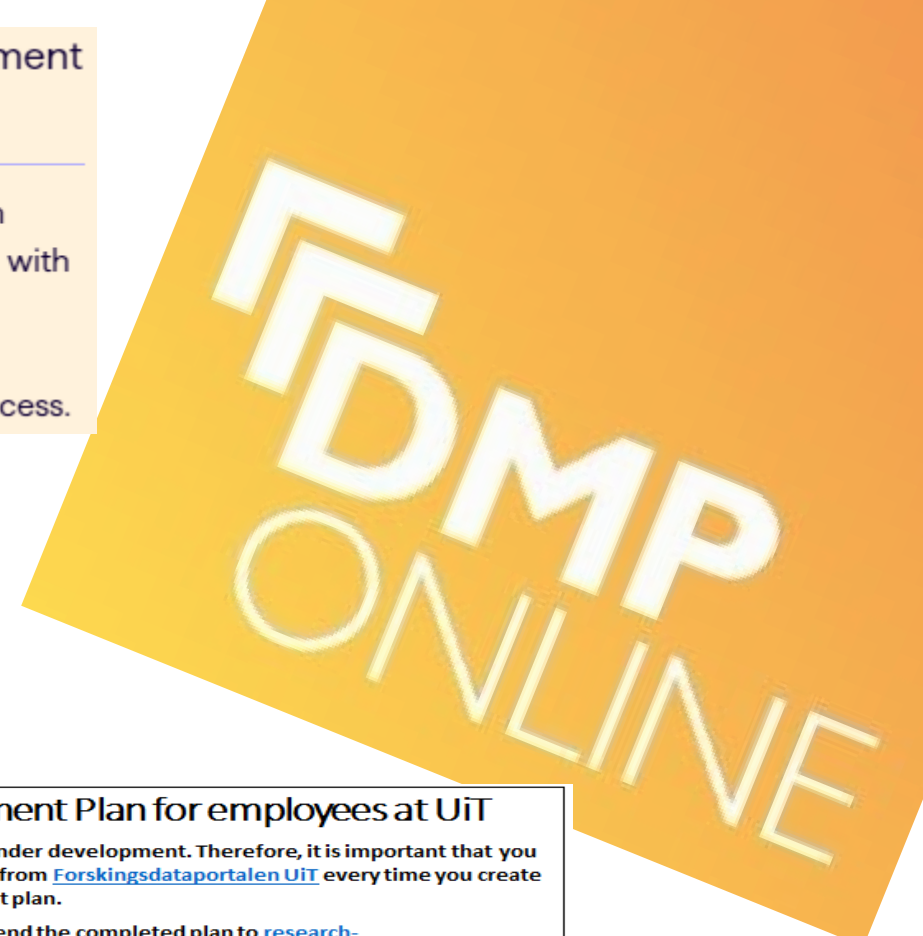 ment
with
cess.
DMP
ONLINE
ment Plan for employees at UiT
nder development. Therefore, it is important that you
from Forskingsdataportalen UiT every time you create
t plan.
end the completed plan to research-